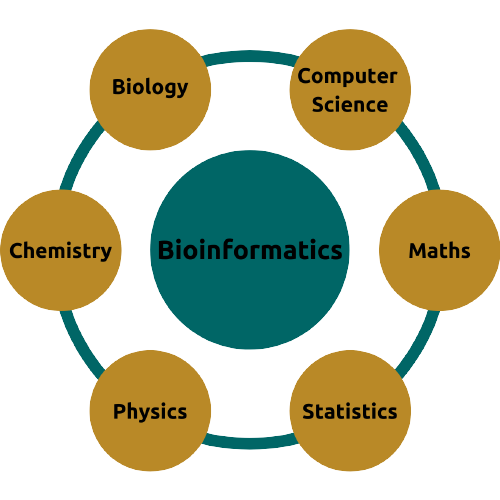 Biology
Computer
Science
Chemistry
Bioinformatics
Maths
Physics
Statistics